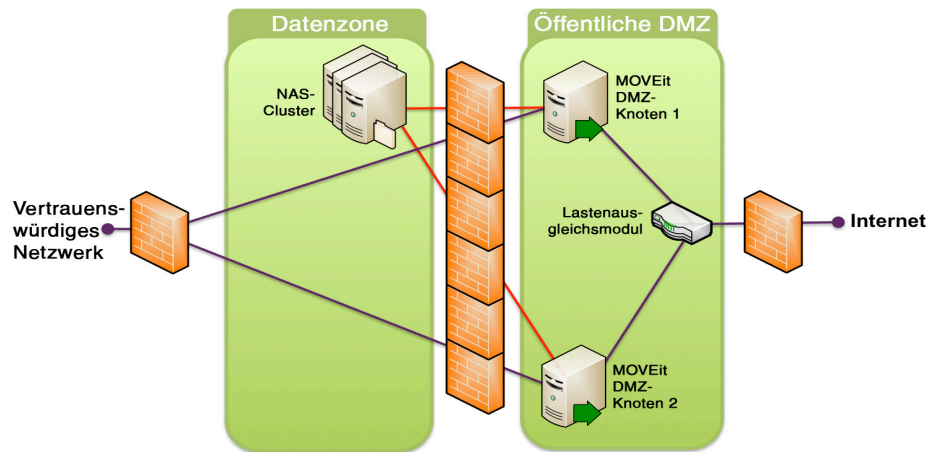 Datenzone
Öffentliche DMZ
NAS-
Cluster
MOVEit
DMZ-
Knoten 1
Vertrauens-
würdiges
Netzwerk
Lastenaus-
gleichsmodul
Internet
MOVEit
DMZ-
Knoten 2